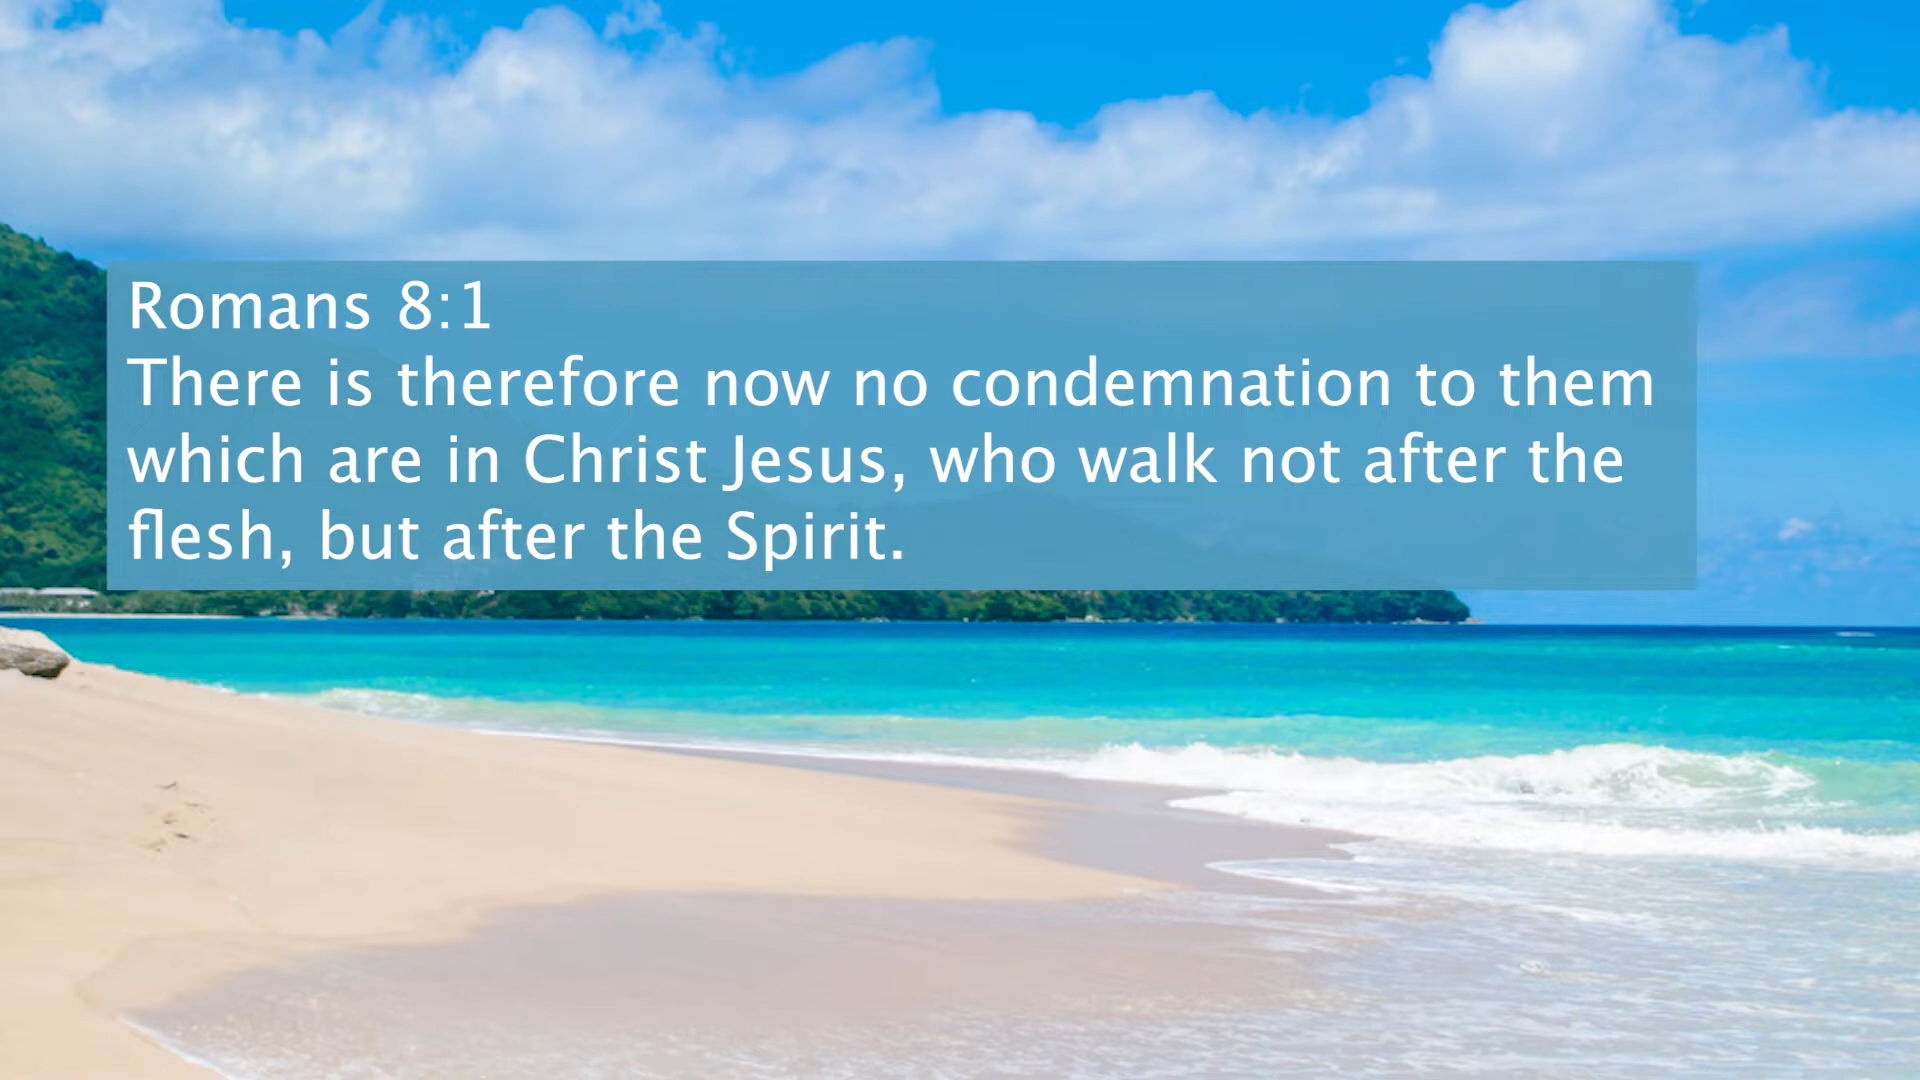 Romans 8:1
There is therefore now no condemnation to them
which are in Christ Jesus, who walk not after the
flesh, but after the Spirit.